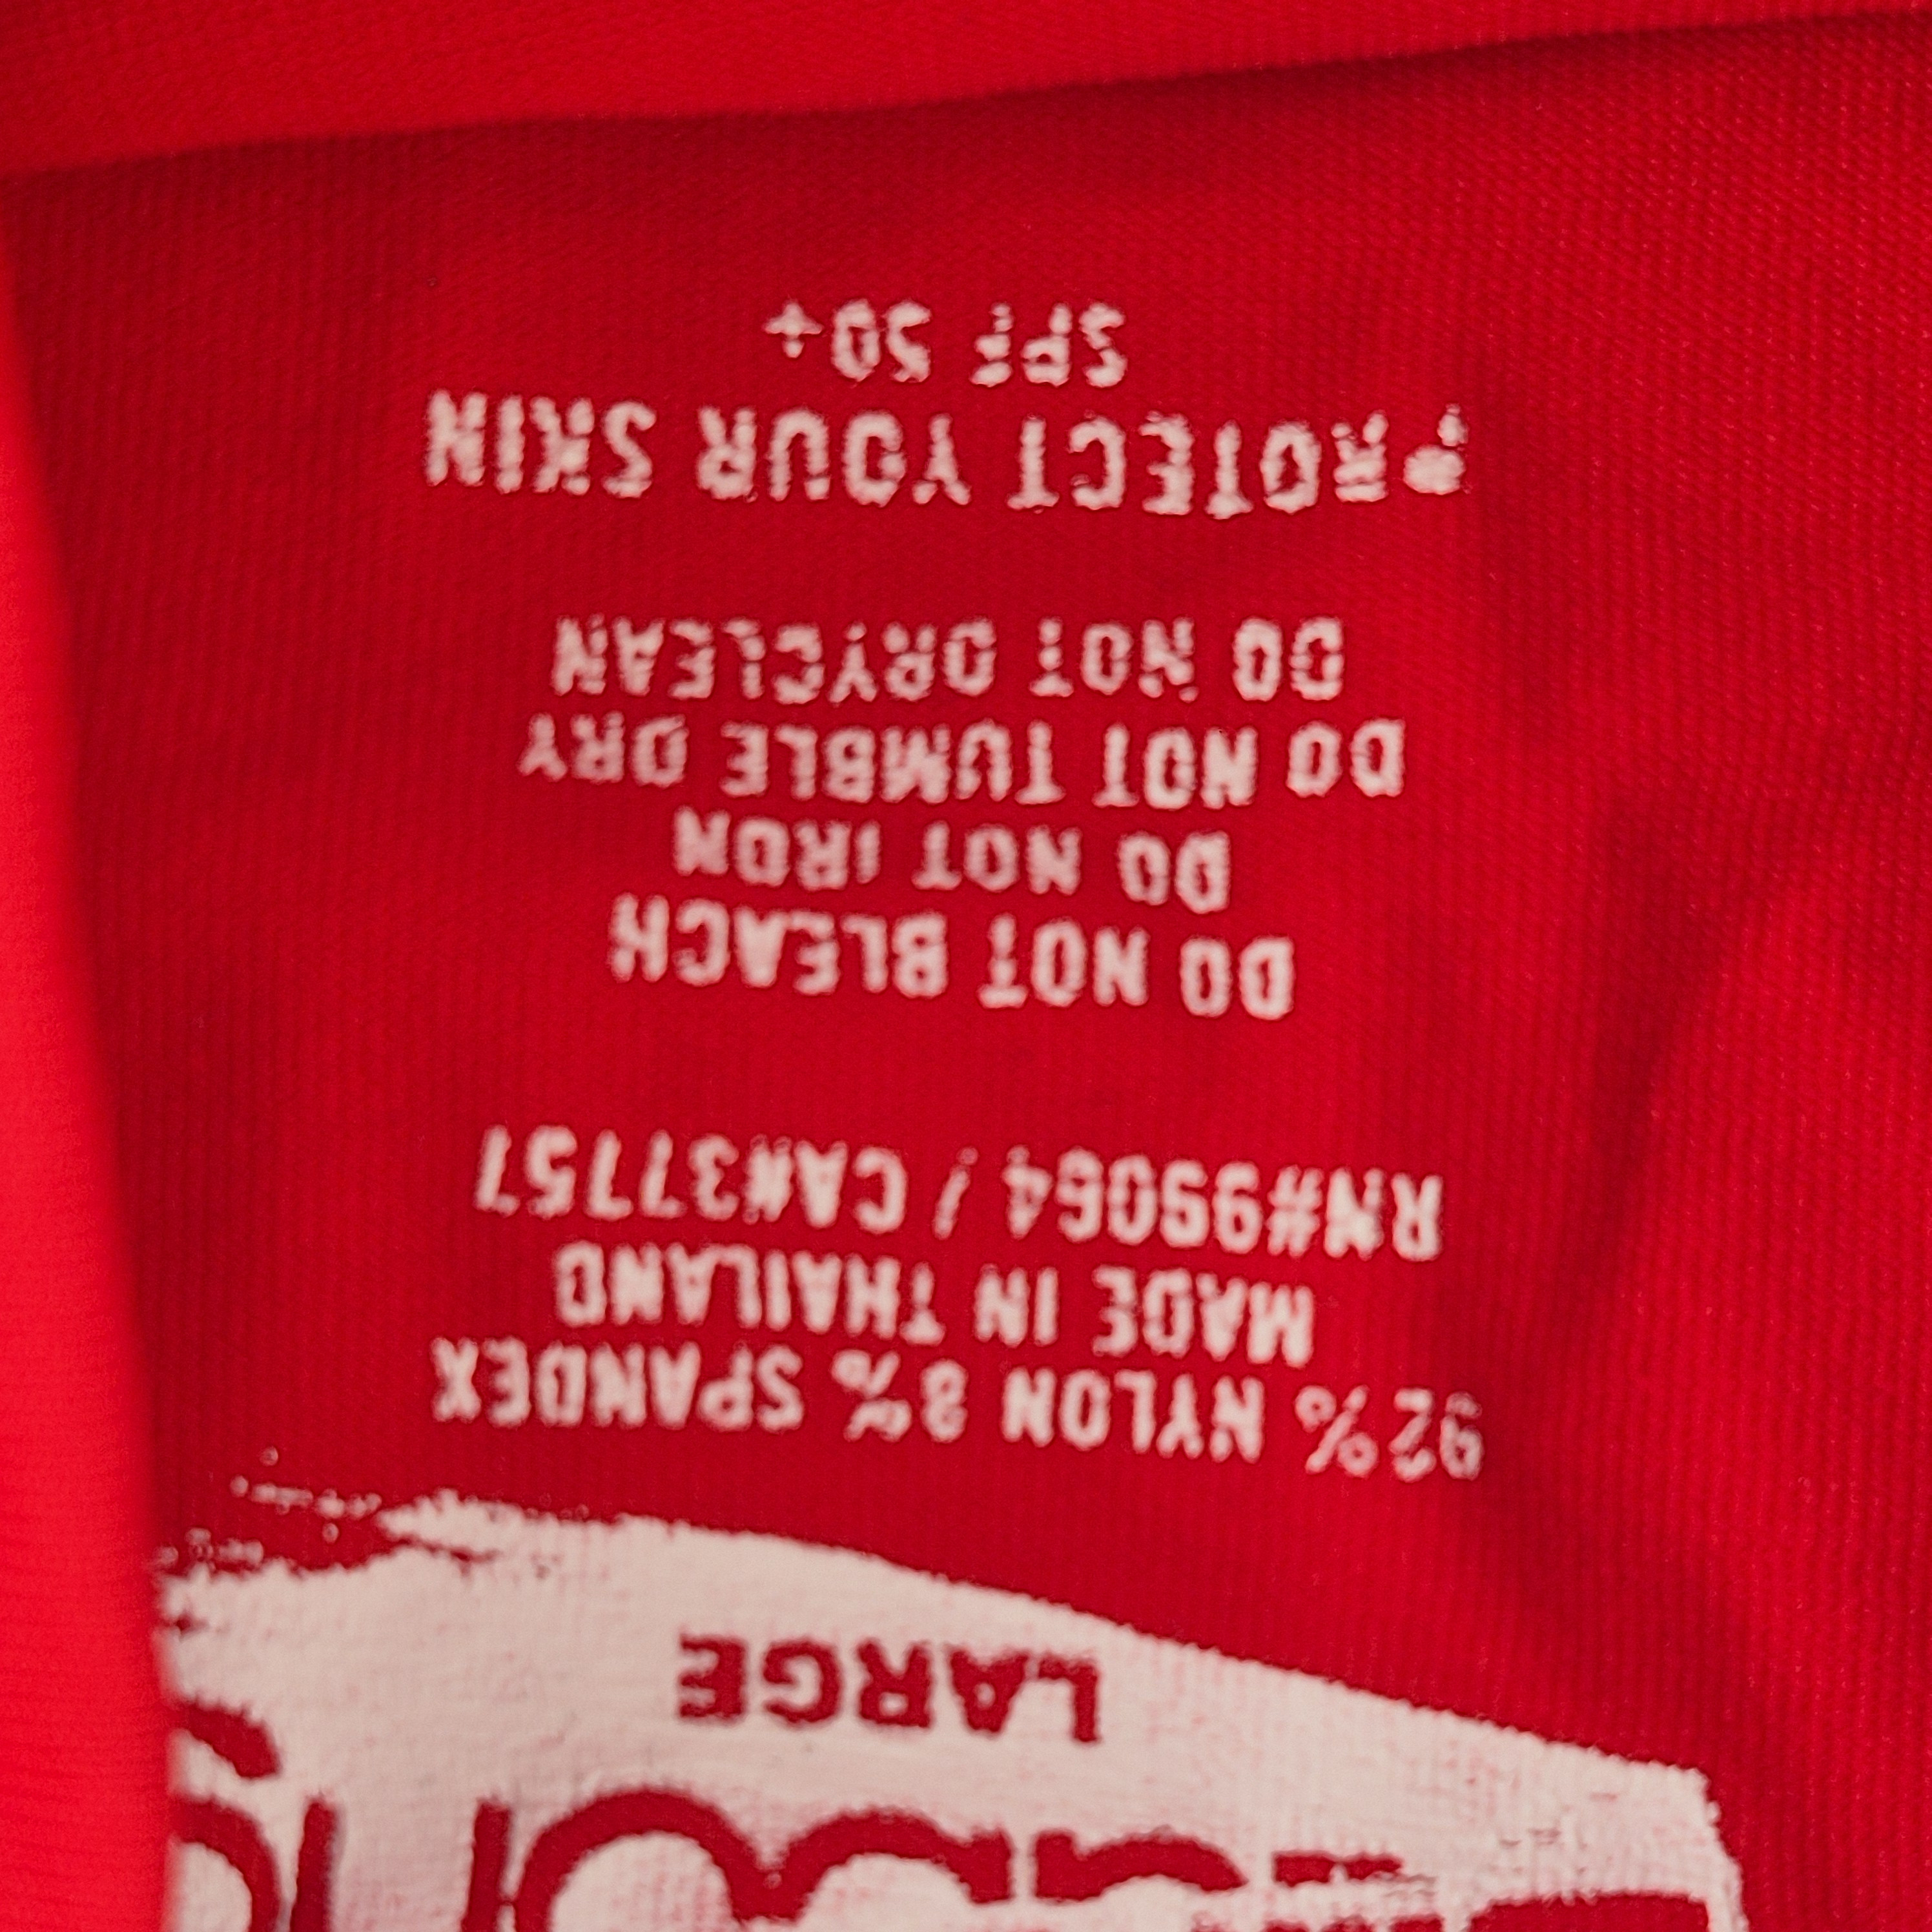 LARGE
92% NYLON 8% SPANDEX
MADE IN THAILAND
RN#99064 / CA#37757
DO NOT BLEACH
DO NOT IRON
DO NOT TUMBLE DRY
DO NOT DRYCLEAN
PROTECT YOUR SKIN
SPF 50+